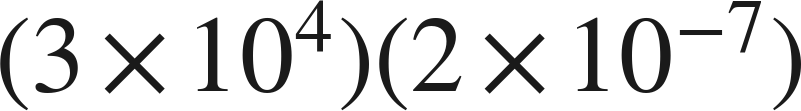 (3 × 10⁴)(2 × 10⁻⁷)